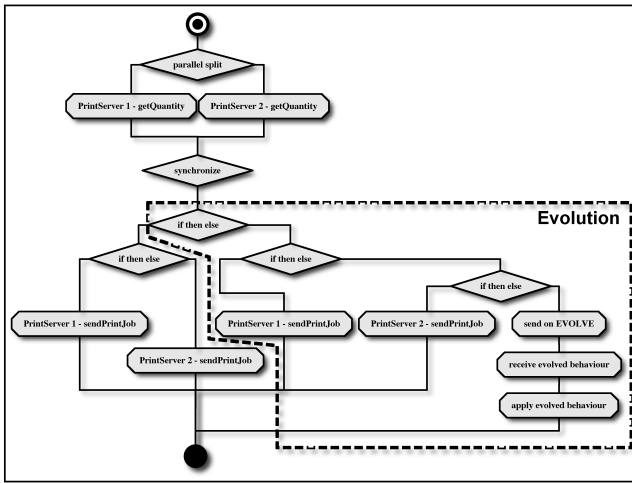 parallel split
PrintServer 1 - getQuantity
PrintServer 2 - getQuantity
synchronize
Evolution
if then else
if then else
if then else
if then else
PrintServer 1 - sendPrintJob
PrintServer 1 - sendPrintJob
PrintServer 2 - sendPrintJob
send on EVOLVE
PrintServer 2 - sendPrintJob
receive evolved behaviour
apply evolved behaviour